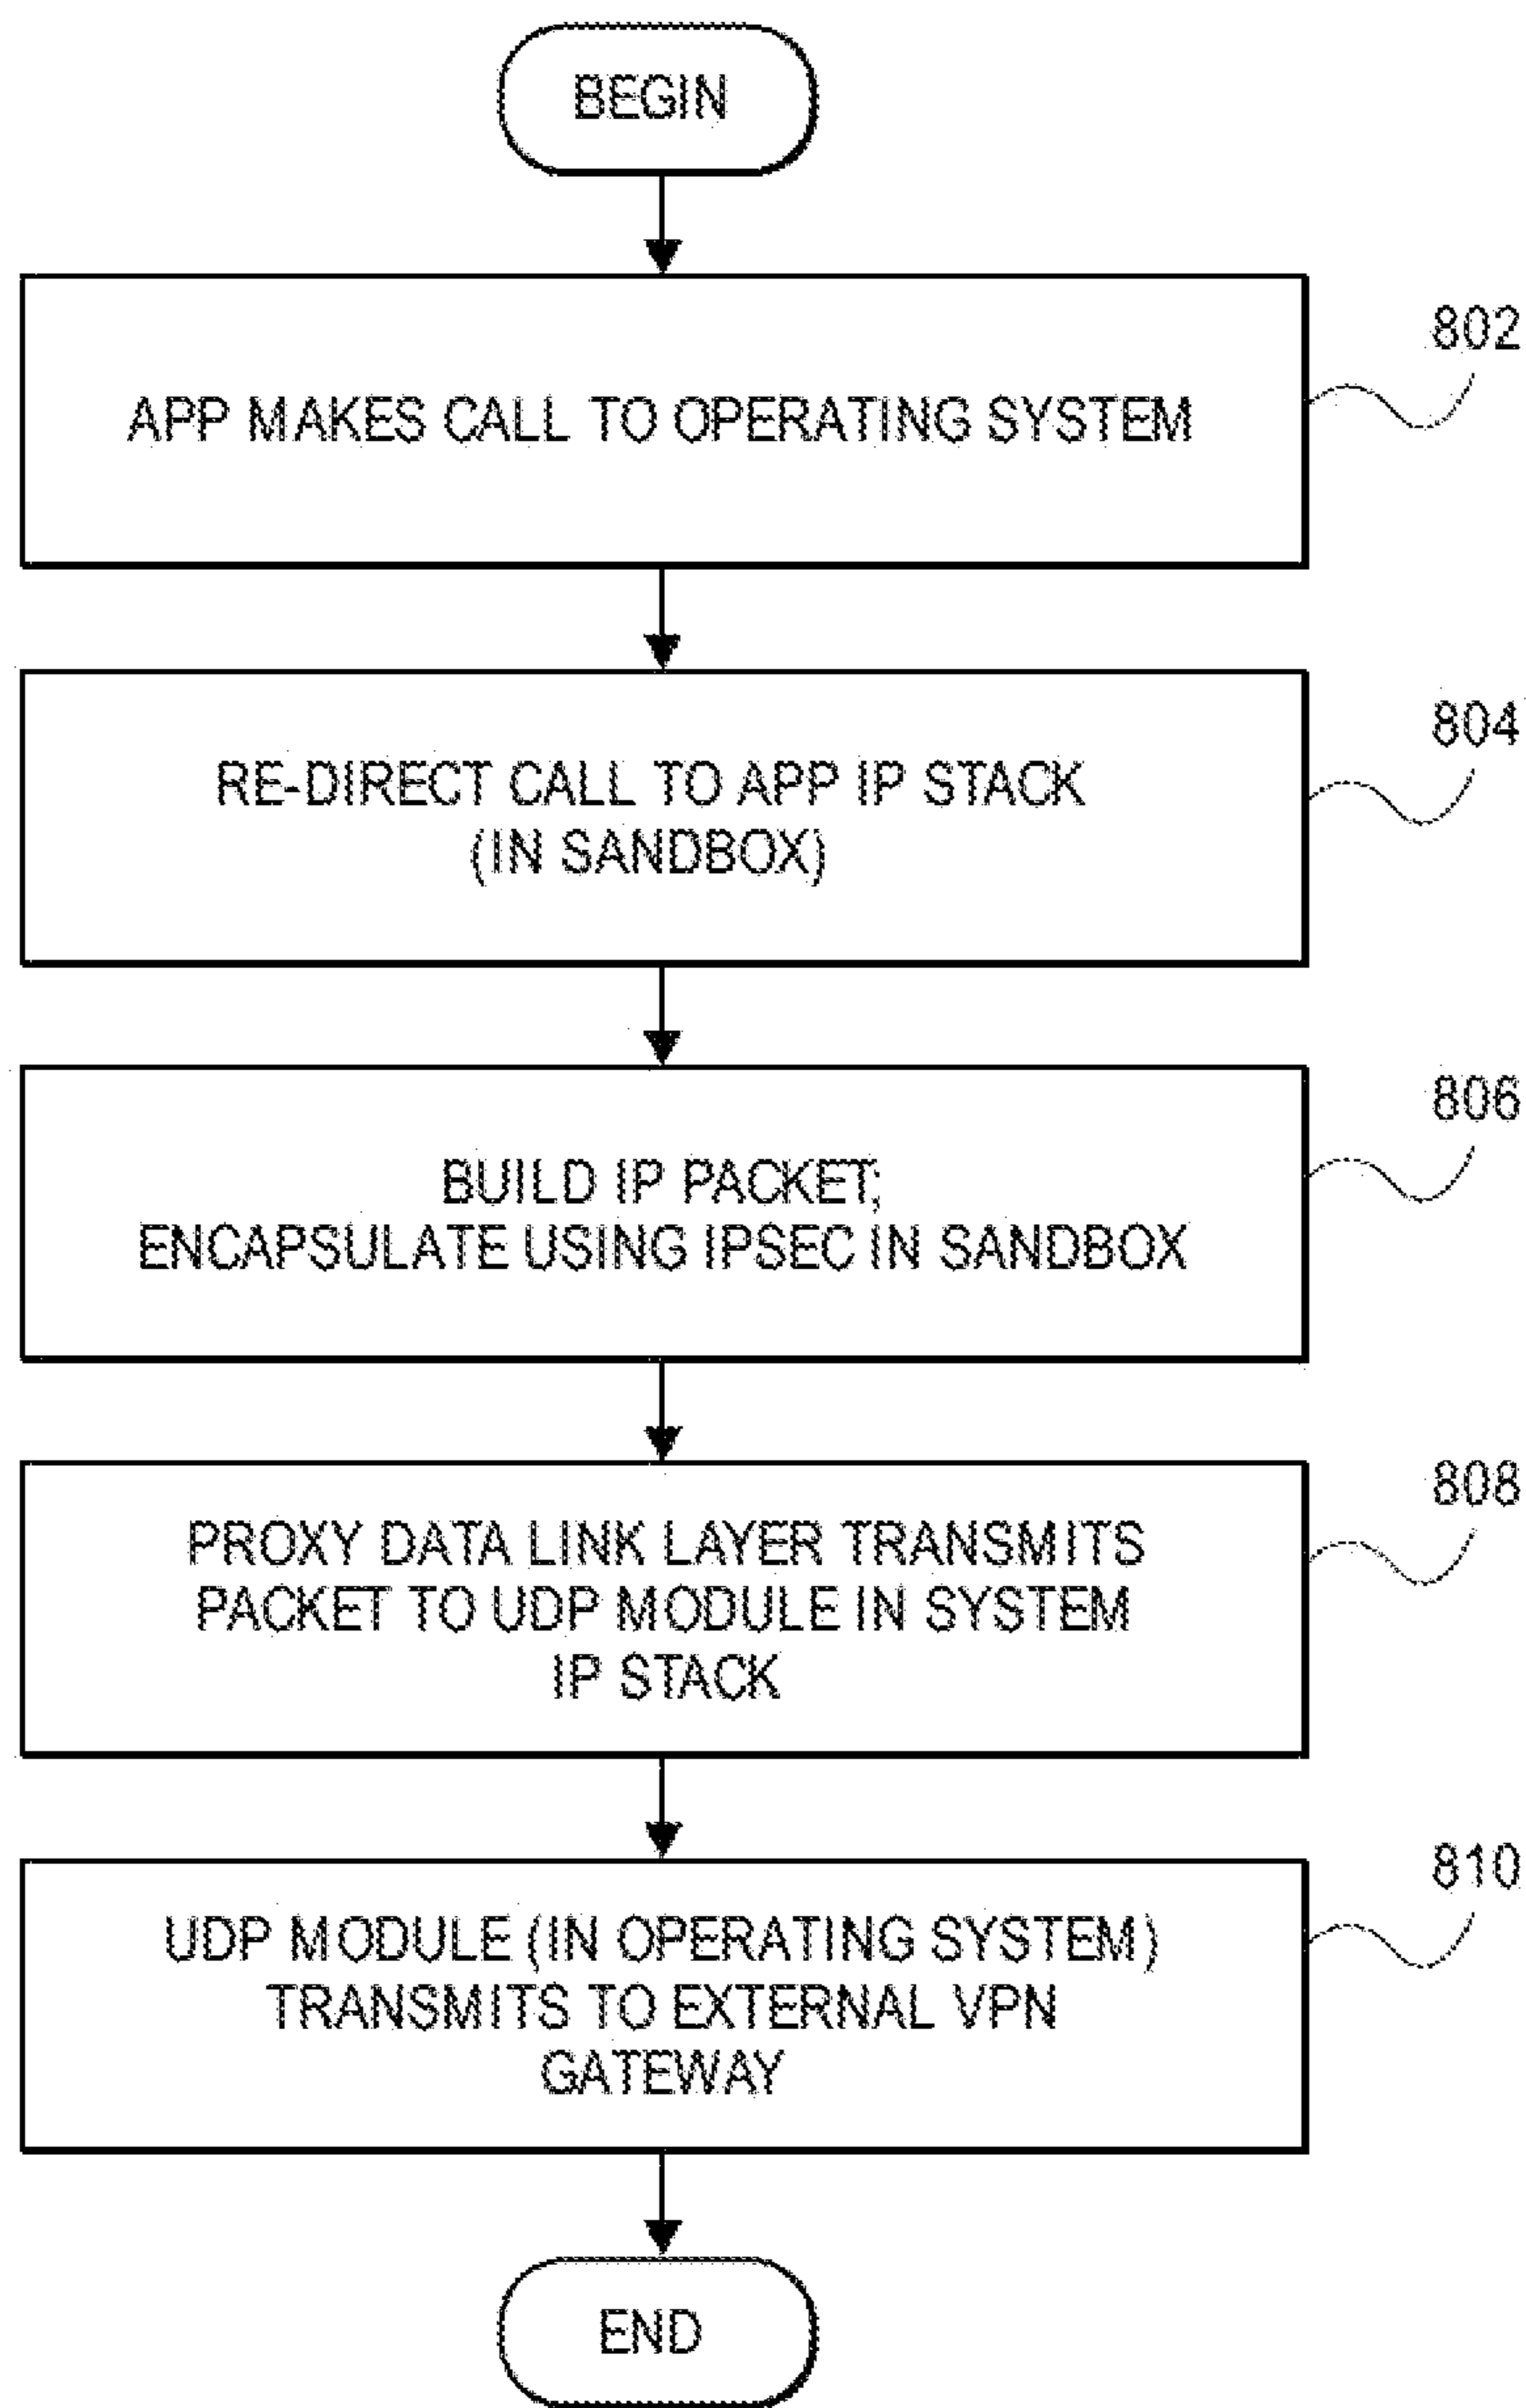 BEGIN
802
APP MAKES CALL TO OPERATING SYSTEM
804
RE-DIRECT CALL TO APP IP STACK
(IN SANDBOX)
806
BUILD IP PACKET;
ENCAPSULATE USING IPSEC IN SANDBOX
808
PROXY DATA LINK LAYER TRANSMITS
PACKET TO UDP MODULE IN SYSTEM
IP STACK
810
UDP MODULE (IN OPERATING SYSTEM)
TRANSMITS TO EXTERNAL VPN
GATEWAY
END